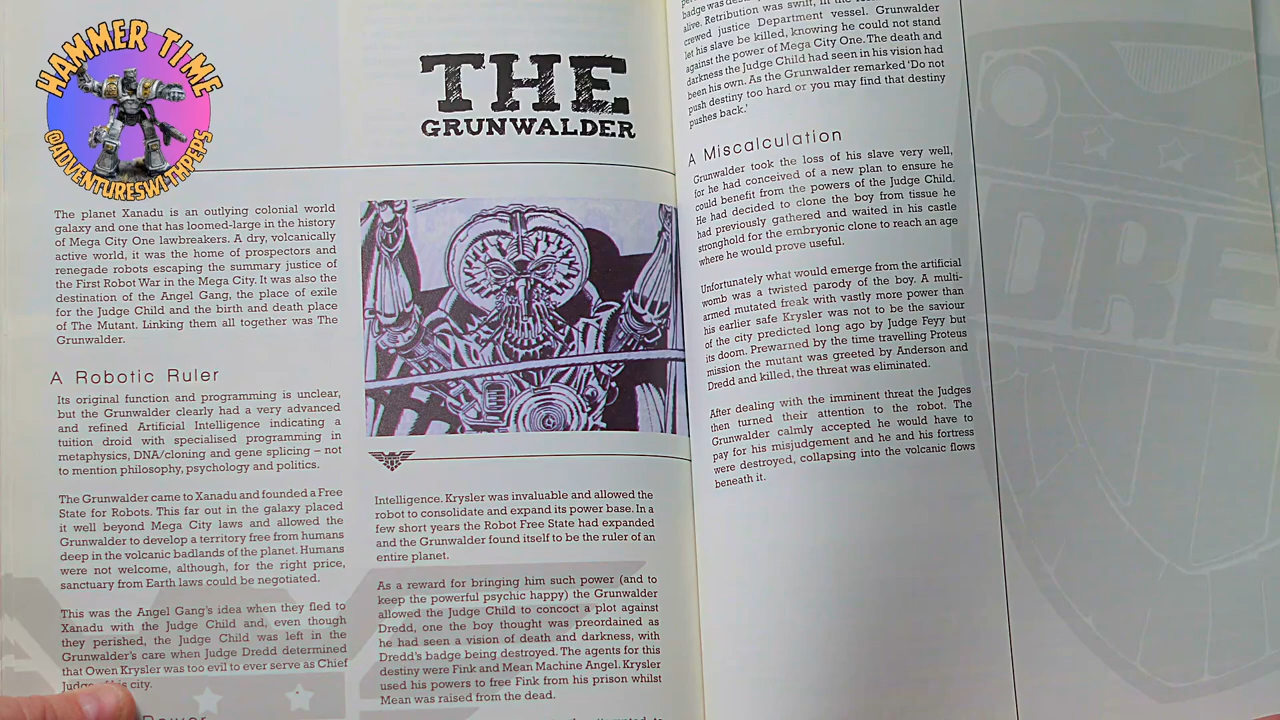 HAMMER TIME
@ADVENTURESWITHPEPS
THE
GRUNWALDER
The planet Xanadu is an outlying colonial world
galaxy and one that has loomed-large in the history
of Mega City One lawbreakers. A dry, volcanically
active world, it was the home of prospectors and
renegade robots escaping the summary justice of
the First Robot War in the Mega City. It was also the
destination of the Angel Gang, the place of exile
for the Judge Child and the birth and death place
of The Mutant. Linking them all together was The
Grunwalder.
A Robotic Ruler
Its original function and programming is unclear,
but the Grunwalder clearly had a very advanced
and refined Artificial Intelligence indicating a
tuition droid with specialised programming in
metaphysics, DNA/cloning and gene splicing – not
to mention philosophy, psychology and politics.
The Grunwalder came to Xanadu and founded a Free
State for Robots. This far out in the galaxy placed
it well beyond Mega City laws and allowed the
Grunwalder to develop a territory free from humans
deep in the volcanic badlands of the planet. Humans
were not welcome, although, for the right price,
sanctuary from Earth laws could be negotiated.
This was the Angel Gang's idea when they fled to
Xanadu with the Judge Child and, even though
they perished, the Judge Child was left in the
Grunwalder's care when Judge Dredd determined
that Owen Krysler was too evil to ever serve as Chief
Judge city.
Power
Intelligence. Krysler was invaluable and allowed the
robot to consolidate and expand its power base. In a
few short years the Robot Free State had expanded
and the Grunwalder found itself to be the ruler of an
entire planet.
As a reward for bringing him such power (and to
keep the powerful psychic happy) the Grunwalder
allowed the Judge Child to concoct a plot against
Dredd, one the boy thought was preordained as
he had seen a vision of death and darkness, with
Dredd's badge being destroyed. The agents for this
destiny were Fink and Mean Machine Angel. Krysler
used his powers to free Fink from his prison whilst
Mean was raised from the dead.
badge was
alive. Retribution was swift, in the
crewed justice Department vessel. Grunwalder
let his slave be killed, knowing he could not stand
against the power of Mega City One. The death and
darkness the Judge Child had seen in his vision had
been his own. As the Grunwalder remarked 'Do not
push destiny too hard or you may find that destiny
pushes back.'
A Miscalculation
Grunwalder took the loss of his slave very well,
for he had conceived of a new plan to ensure he
could benefit from the powers of the Judge Child.
He had decided to clone the boy from tissue he
had previously gathered and waited in his castle
stronghold for the embryonic clone to reach an age
where he would prove useful.
Unfortunately what would emerge from the artificial
womb was a twisted parody of the boy. A multi-
armed mutated freak with vastly more power than
his earlier safe Krysler was not to be the saviour
of the city predicted long ago by Judge Feyy but
its doom. Prewarned by the time travelling Proteus
mission the mutant was greeted by Anderson and
Dredd and killed, the threat was eliminated.
After dealing with the imminent threat the Judges
then turned their attention to the robot. The
Grunwalder calmly accepted he would have to
pay for his misjudgement and he and his fortress
were destroyed, collapsing into the volcanic flows
beneath it.
DRE